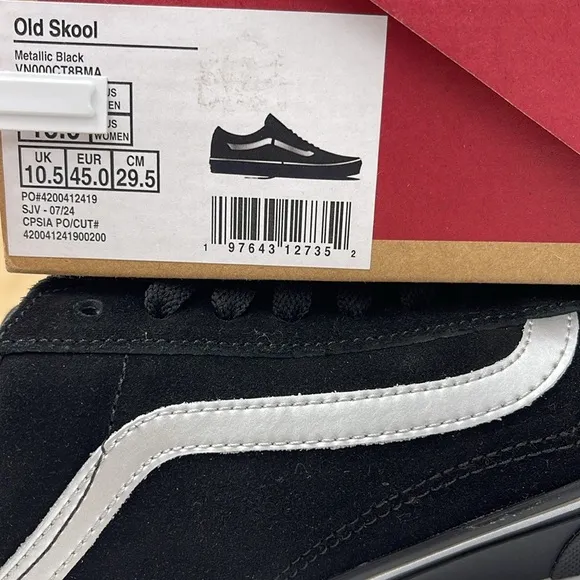 Old Skool
Metallic Black
VN000CT8BMA
US
MEN
US
WOMEN
UK EUR CM
10.5 45.0 29.5
PO#4200412419
SJV - 07/24
CPSIA PO/CUT#
420041241900200
1 97643 12735 2